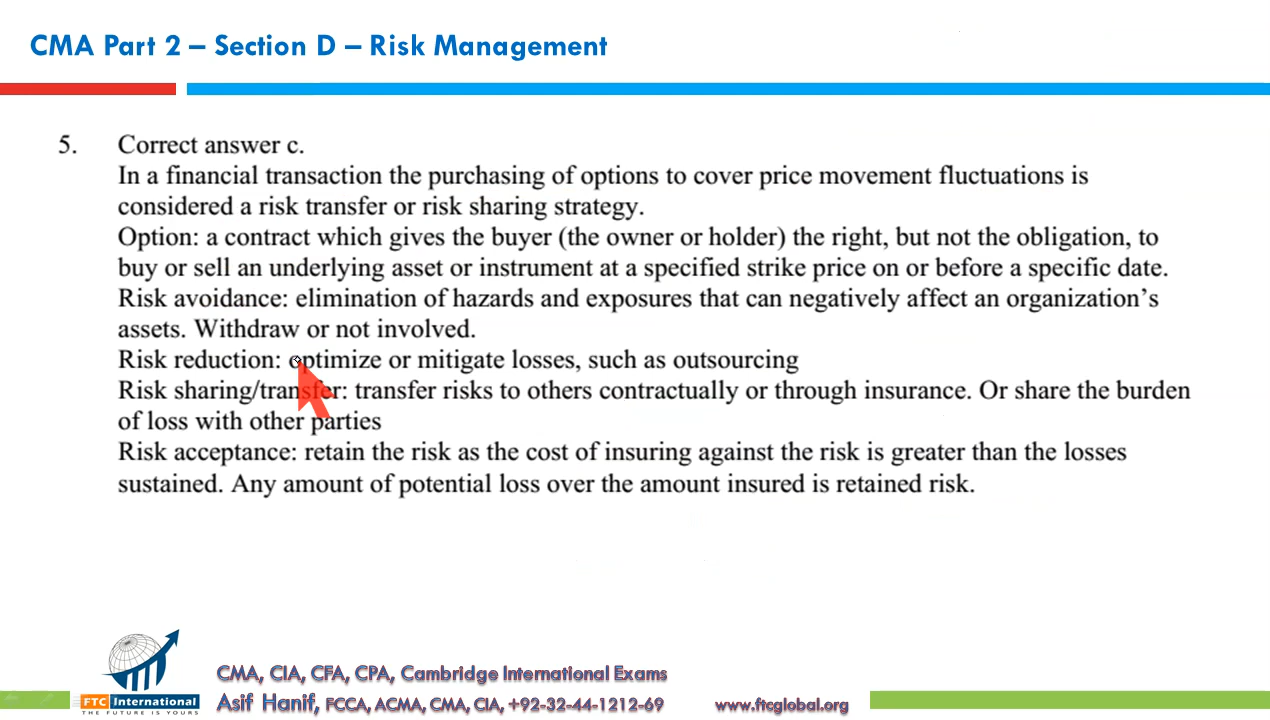 CMA Part 2 – Section D – Risk Management
5. Correct answer c.
In a financial transaction the purchasing of options to cover price movement fluctuations is
considered a risk transfer or risk sharing strategy.
Option: a contract which gives the buyer (the owner or holder) the right, but not the obligation, to
buy or sell an underlying asset or instrument at a specified strike price on or before a specific date.
Risk avoidance: elimination of hazards and exposures that can negatively affect an organization’s
assets. Withdraw or not involved.
Risk reduction: optimize or mitigate losses, such as outsourcing
Risk sharing/transfer: transfer risks to others contractually or through insurance. Or share the burden
of loss with other parties
Risk acceptance: retain the risk as the cost of insuring against the risk is greater than the losses
sustained. Any amount of potential loss over the amount insured is retained risk.
FTC International
THE FUTURE IS YOURS
CMA, CIA, CFA, CPA, Cambridge International Exams
Asif Hanif, FCCA, ACMA, CMA, CIA, +92-32-44-1212-69 www.ftcglobal.org